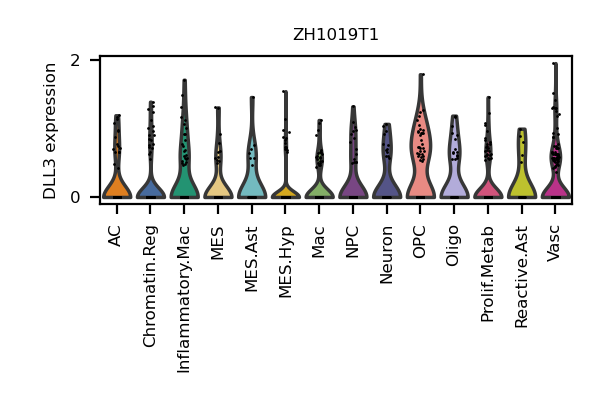 ZH1019T1
DLL3 expression
2
0
AC
Chromatin.Reg
Inflammatory.Mac
MES
MES.Ast
MES.Hyp
Mac
NPC
Neuron
OPC
Oligo
Prolif.Metab
Reactive.Ast
Vasc